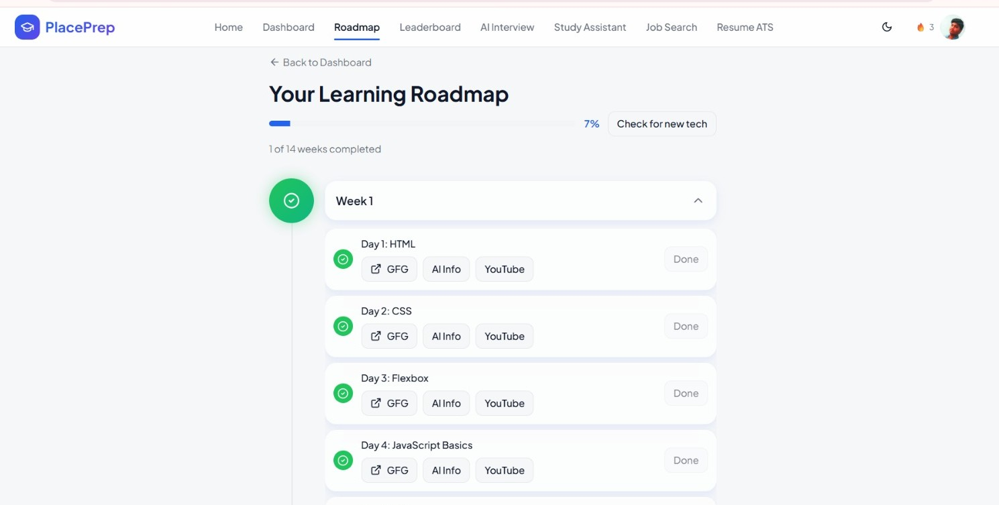 PlacePrep
Home Dashboard Roadmap Leaderboard AI Interview Study Assistant Job Search Resume ATS 3
Back to Dashboard
Your Learning Roadmap
7% Check for new tech
1 of 14 weeks completed
Week 1
Day 1: HTML
GFG AI Info YouTube Done
Day 2: CSS
GFG AI Info YouTube Done
Day 3: Flexbox
GFG AI Info YouTube Done
Day 4: JavaScript Basics
GFG AI Info YouTube Done